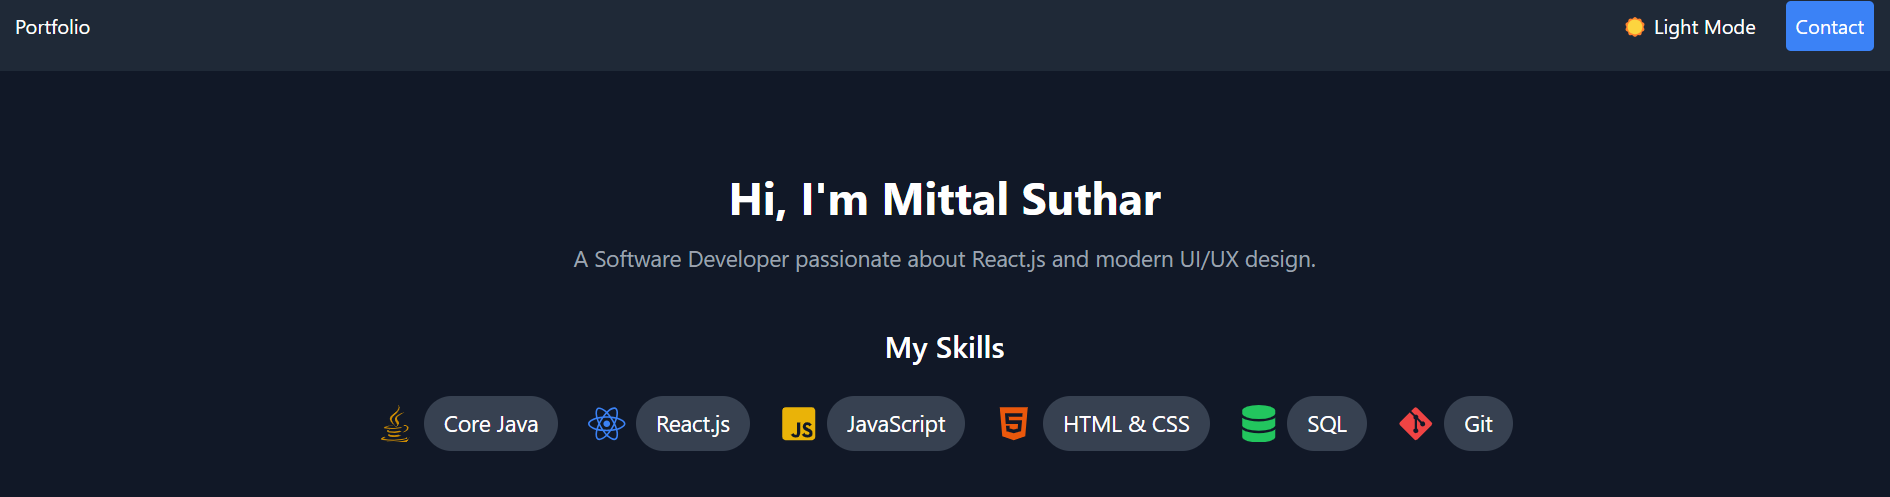 Portfolio
Light Mode
Contact
Hi, I'm Mittal Suthar
A Software Developer passionate about React.js and modern UI/UX design.
My Skills
Core Java
React.js
JS
JavaScript
5
HTML & CSS
SQL
Git